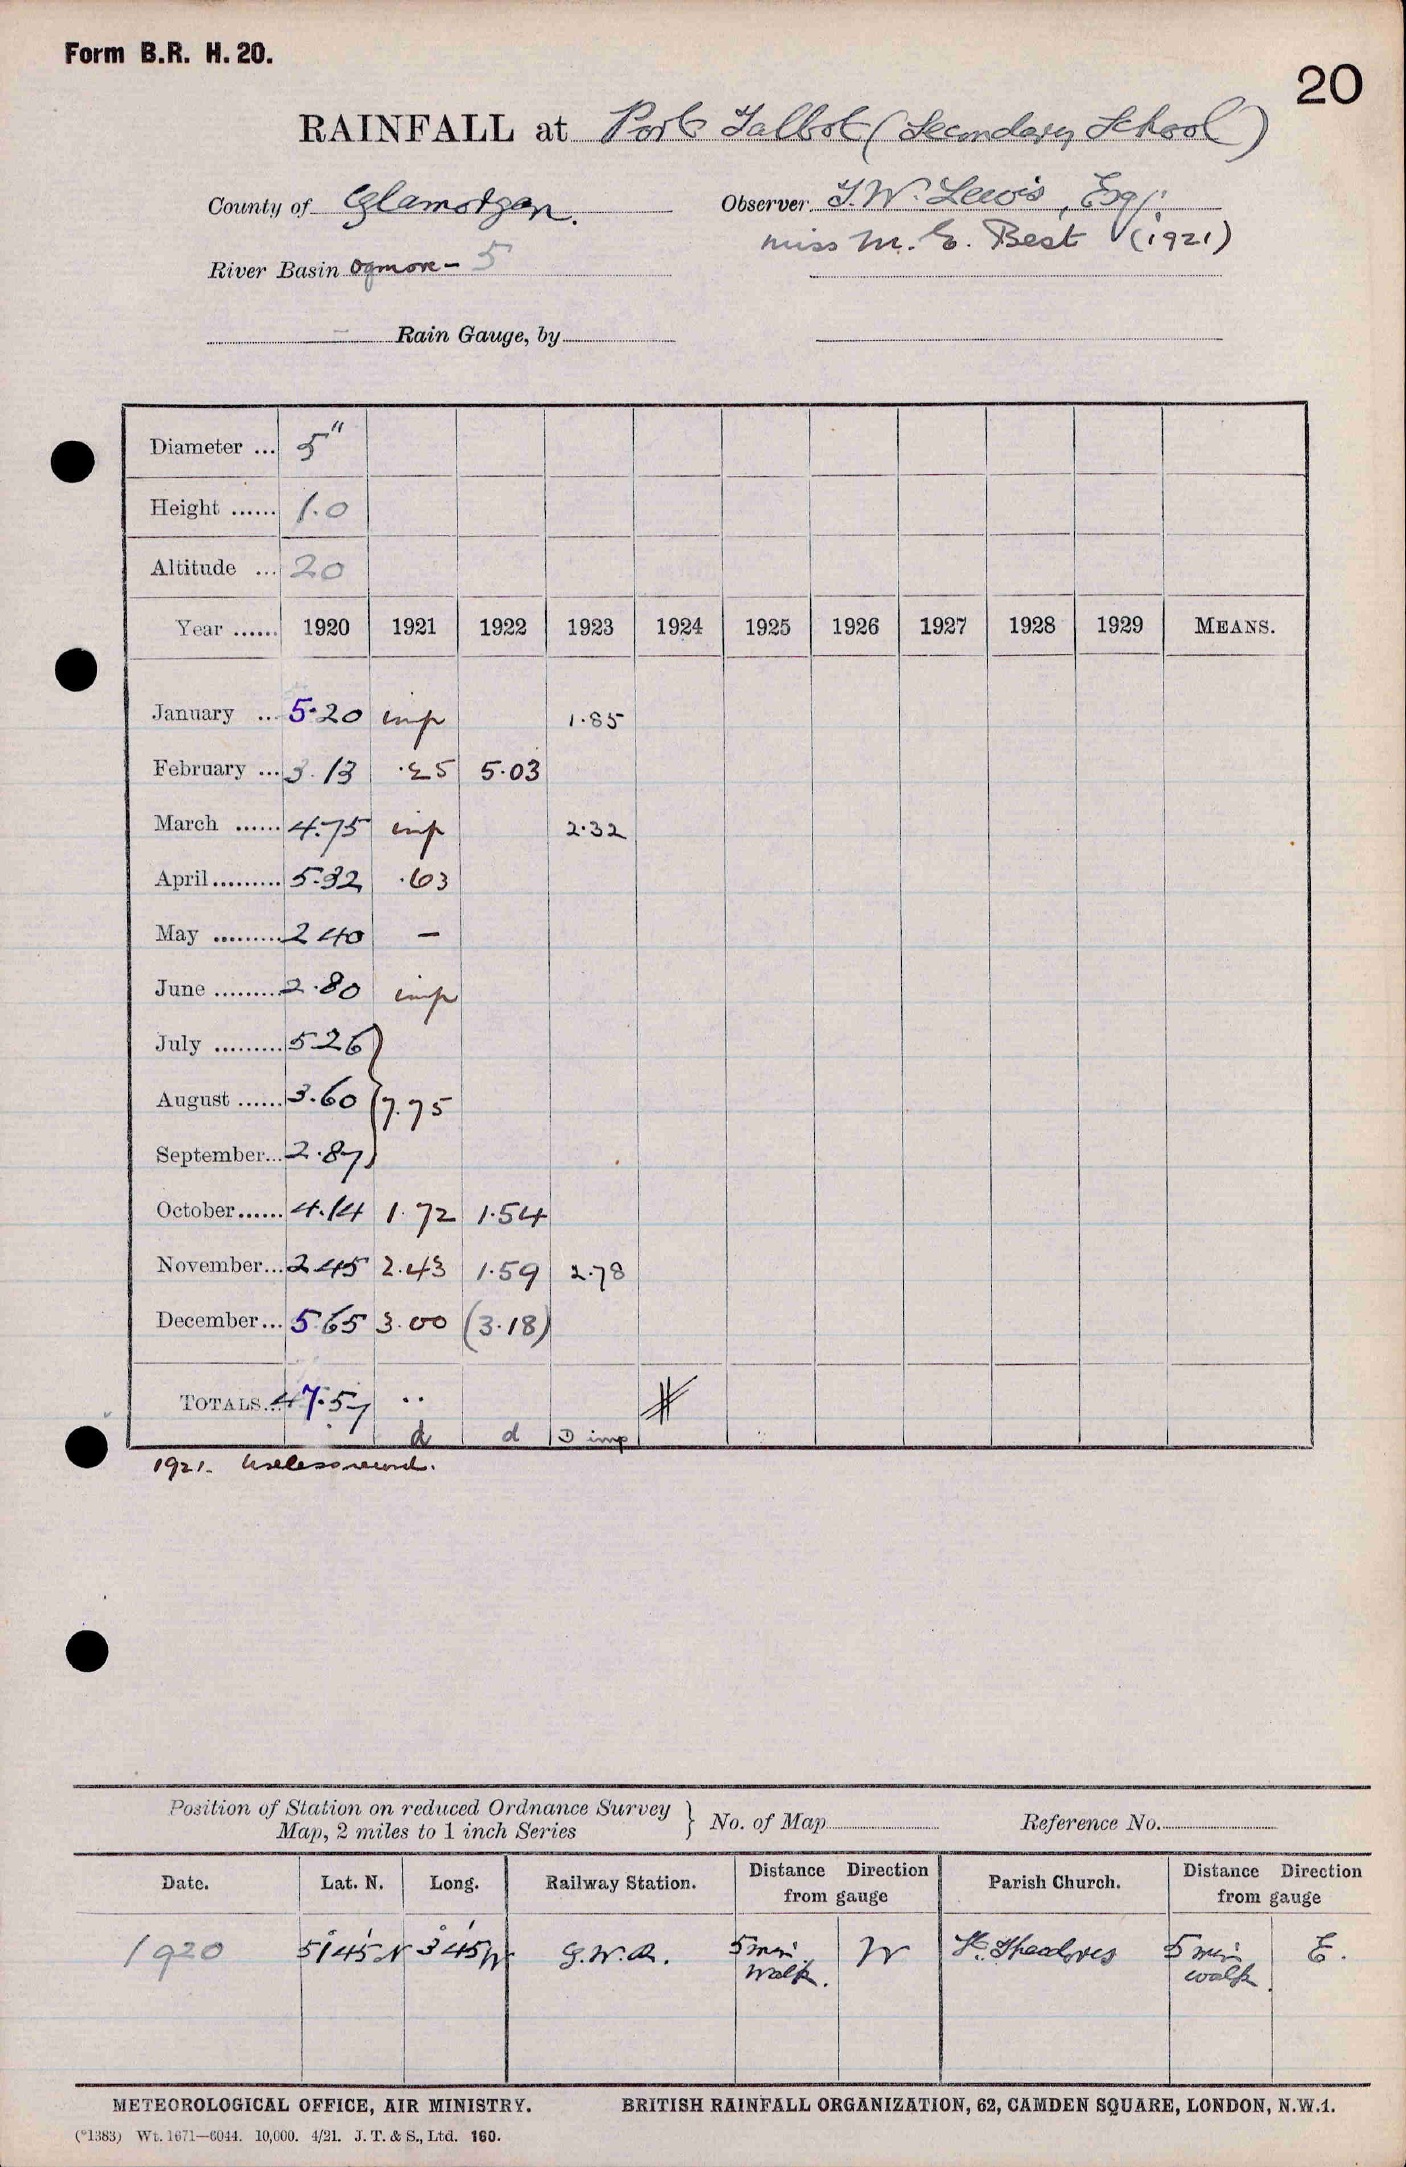 Form B.R. H. 20.
20
RAINFALL at Port Talbot (Secondary School)
County of Glamorgan. Observer T.W. Lewis, Esq.
Miss M. E. Best (1921)
River Basin Ogmore - 5
Rain Gauge, by
Diameter ... 5"
Height ...... 1.0
Altitude ... 20
Year ...... 1920 1921 1922 1923 1924 1925 1926 1927 1928 1929 MEANS.
January ... 5.20 imp 1.85
February ... 3.13 .25 5.03
March ...... 4.75 imp 2.32
April ......... 5.32 .63
May ......... 2 40 —
June ......... 2.80 imp
July ......... 5 26 }
August ...... 3.60 } 7.75
September... 2.87 }
October...... 4.14 1.72 1.54
November... 2 45 2.43 1.59 2.78
December... 5 65 3.00 (3.18)
TOTALS... 47.57 ..
d d D imp
1921. Useless record.
Position of Station on reduced Ordnance Survey
Map, 2 miles to 1 inch Series } No. of Map Reference No.
Date. Lat. N. Long. Railway Station. Distance Direction from gauge Parish Church. Distance Direction from gauge
1920 51°45' N 3°45' W G.W.R. 5 min walk. W St. Theodores 5 min walk. E.
METEOROLOGICAL OFFICE, AIR MINISTRY. BRITISH RAINFALL ORGANIZATION, 62, CAMDEN SQUARE, LONDON, N.W.1.
(*1383) Wt. 1671—6044. 10,000. 4/21. J. T. & S., Ltd. 160.